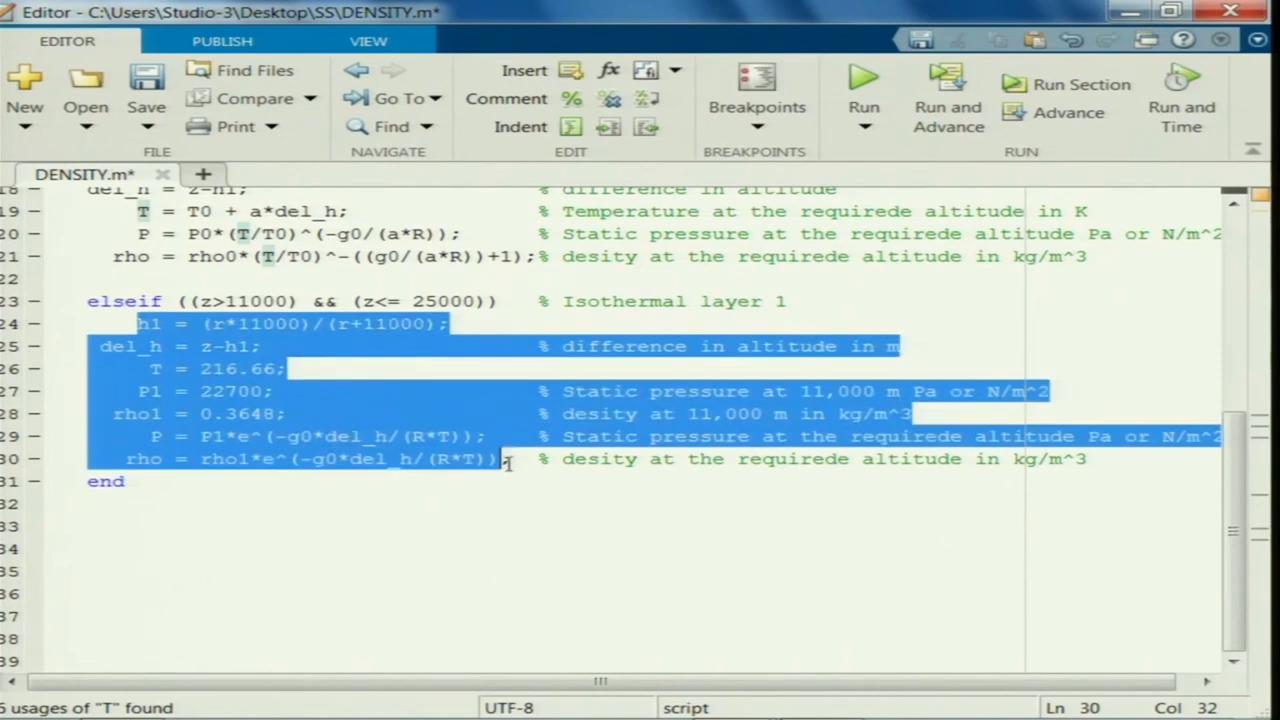 Editor - C:\Users\Studio-3\Desktop\SS\DENSITY.m*
EDITOR PUBLISH VIEW
New Open Save Find Files Compare Print
FILE
Go To Find
NAVIGATE
Insert fx
Comment
Indent
EDIT
Breakpoints
BREAKPOINTS
Run Run and Advance Run Section Advance Run and Time
RUN
DENSITY.m*
18 del_h = z-h1; % difference in altitude
19 T = T0 + a*del_h; % Temperature at the requirede altitude in K
20 P = P0*(T/T0)^(-g0/(a*R)); % Static pressure at the requirede altitude Pa or N/m^2
21 rho = rho0*(T/T0)^-((g0/(a*R))+1);% desity at the requirede altitude in kg/m^3
22
23 elseif ((z>11000) && (z<= 25000)) % Isothermal layer 1
24 h1 = (r*11000)/(r+11000);
25 del_h = z-h1; % difference in altitude in m
26 T = 216.66;
27 P1 = 22700; % Static pressure at 11,000 m Pa or N/m^2
28 rho1 = 0.3648; % desity at 11,000 m in kg/m^3
29 P = P1*e^(-g0*del_h/(R*T)); % Static pressure at the requirede altitude Pa or N/m^2
30 rho = rho1*e^(-g0*del_h/(R*T)); % desity at the requirede altitude in kg/m^3
31 end
32
33
34
35
36
37
38
39
6 usages of "T" found UTF-8 script Ln 30 Col 32